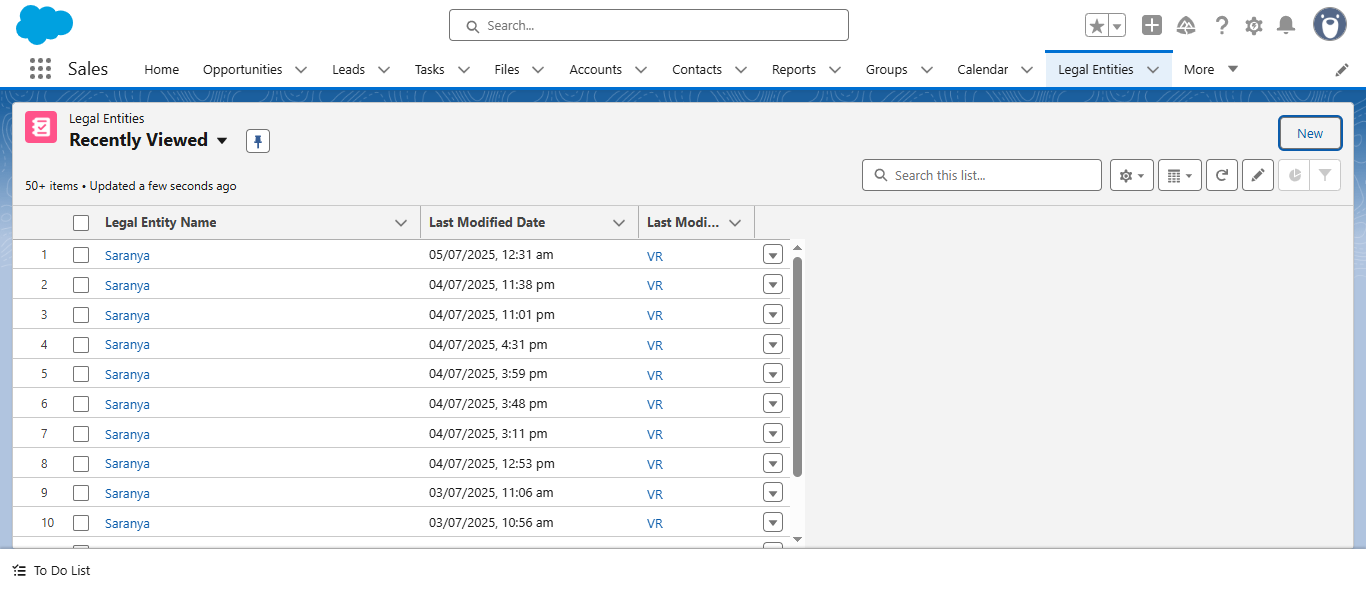 Search...
Sales Home Opportunities Leads Tasks Files Accounts Contacts Reports Groups Calendar Legal Entities More
Legal Entities
Recently Viewed
New
50+ items • Updated a few seconds ago
Search this list...
Legal Entity Name Last Modified Date Last Modi...
1 Saranya 05/07/2025, 12:31 am VR
2 Saranya 04/07/2025, 11:38 pm VR
3 Saranya 04/07/2025, 11:01 pm VR
4 Saranya 04/07/2025, 4:31 pm VR
5 Saranya 04/07/2025, 3:59 pm VR
6 Saranya 04/07/2025, 3:48 pm VR
7 Saranya 04/07/2025, 3:11 pm VR
8 Saranya 04/07/2025, 12:53 pm VR
9 Saranya 03/07/2025, 11:06 am VR
10 Saranya 03/07/2025, 10:56 am VR
To Do List